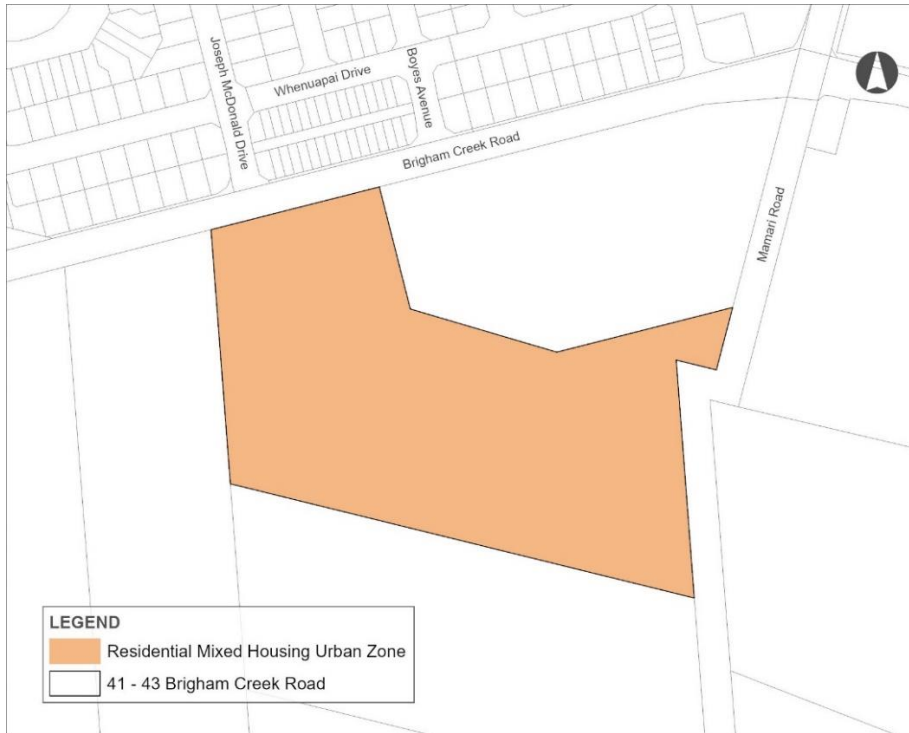 Joseph McDonald Drive
Whenuapai Drive
Boyes Avenue
Brigham Creek Road
Mamari Road
LEGEND
Residential Mixed Housing Urban Zone
41 - 43 Brigham Creek Road